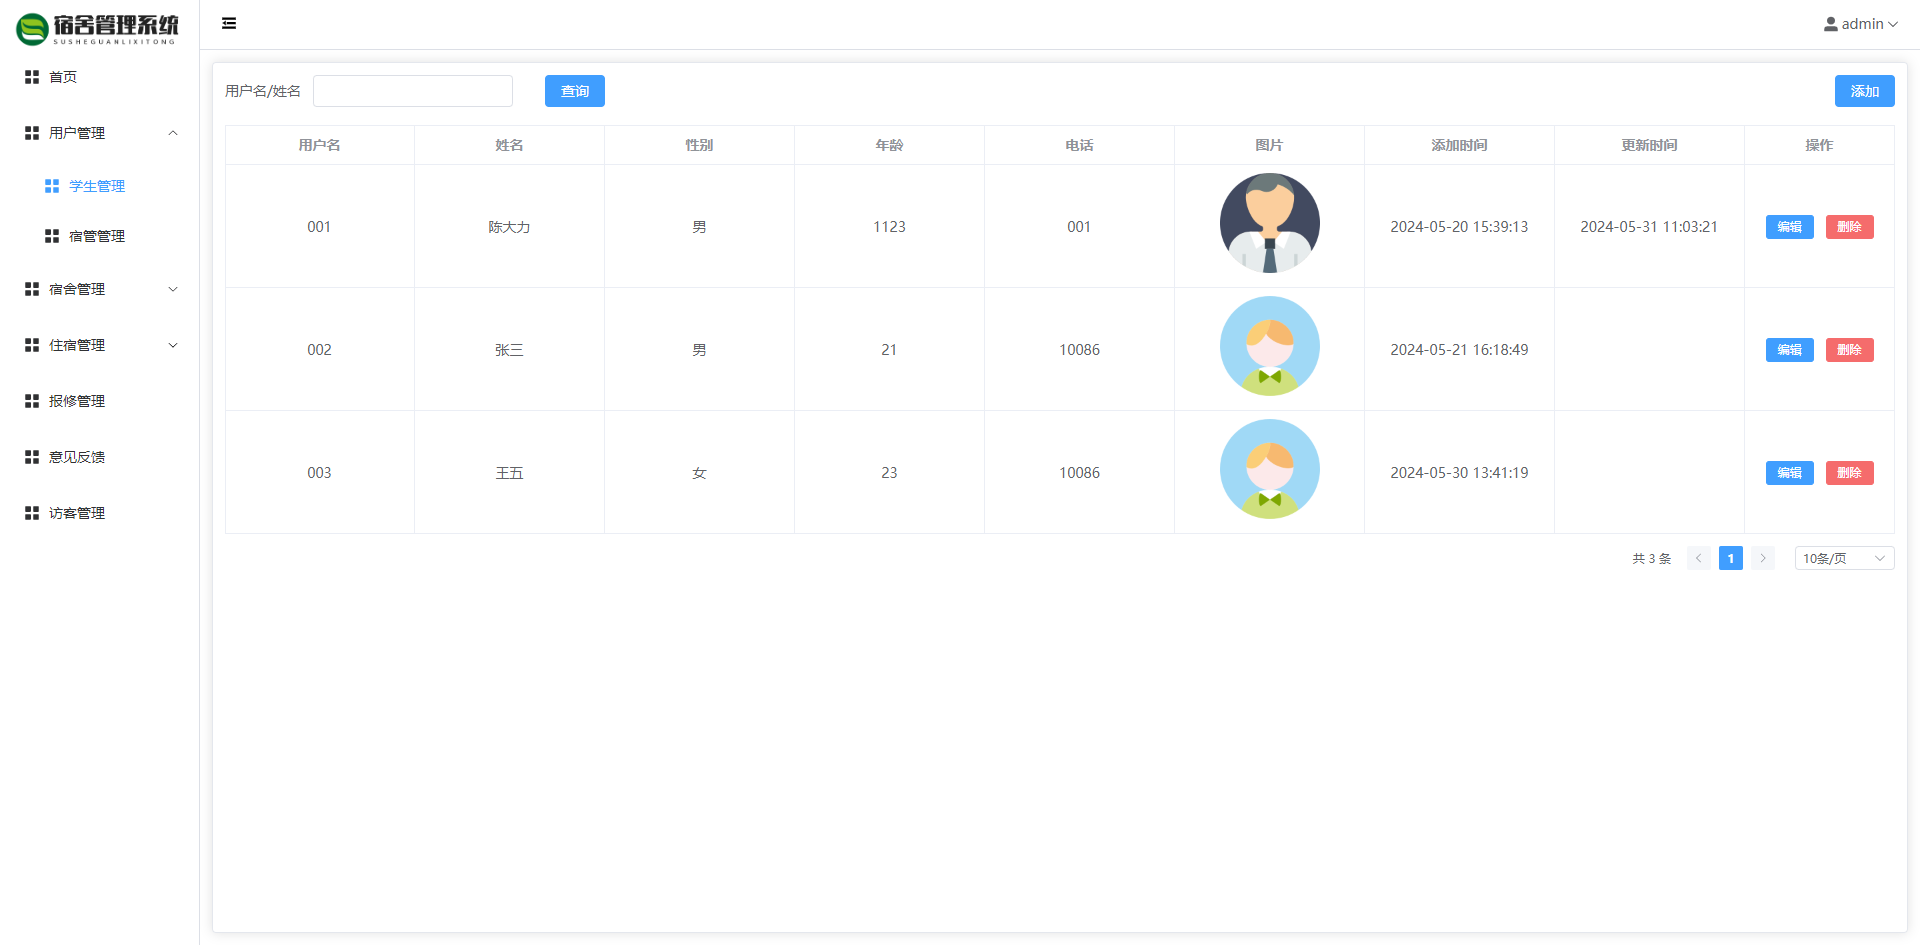 宿舍管理系统
SUSHEGUANLIXITONG
admin
首页
用户管理
学生管理
宿管管理
宿舍管理
住宿管理
报修管理
意见反馈
访客管理
用户名/姓名 查询 添加
用户名 姓名 性别 年龄 电话 图片 添加时间 更新时间 操作
001 陈大力 男 1123 001 2024-05-20 15:39:13 2024-05-31 11:03:21 编辑 删除
002 张三 男 21 10086 2024-05-21 16:18:49 编辑 删除
003 王五 女 23 10086 2024-05-30 13:41:19 编辑 删除
共 3 条 1 10条/页